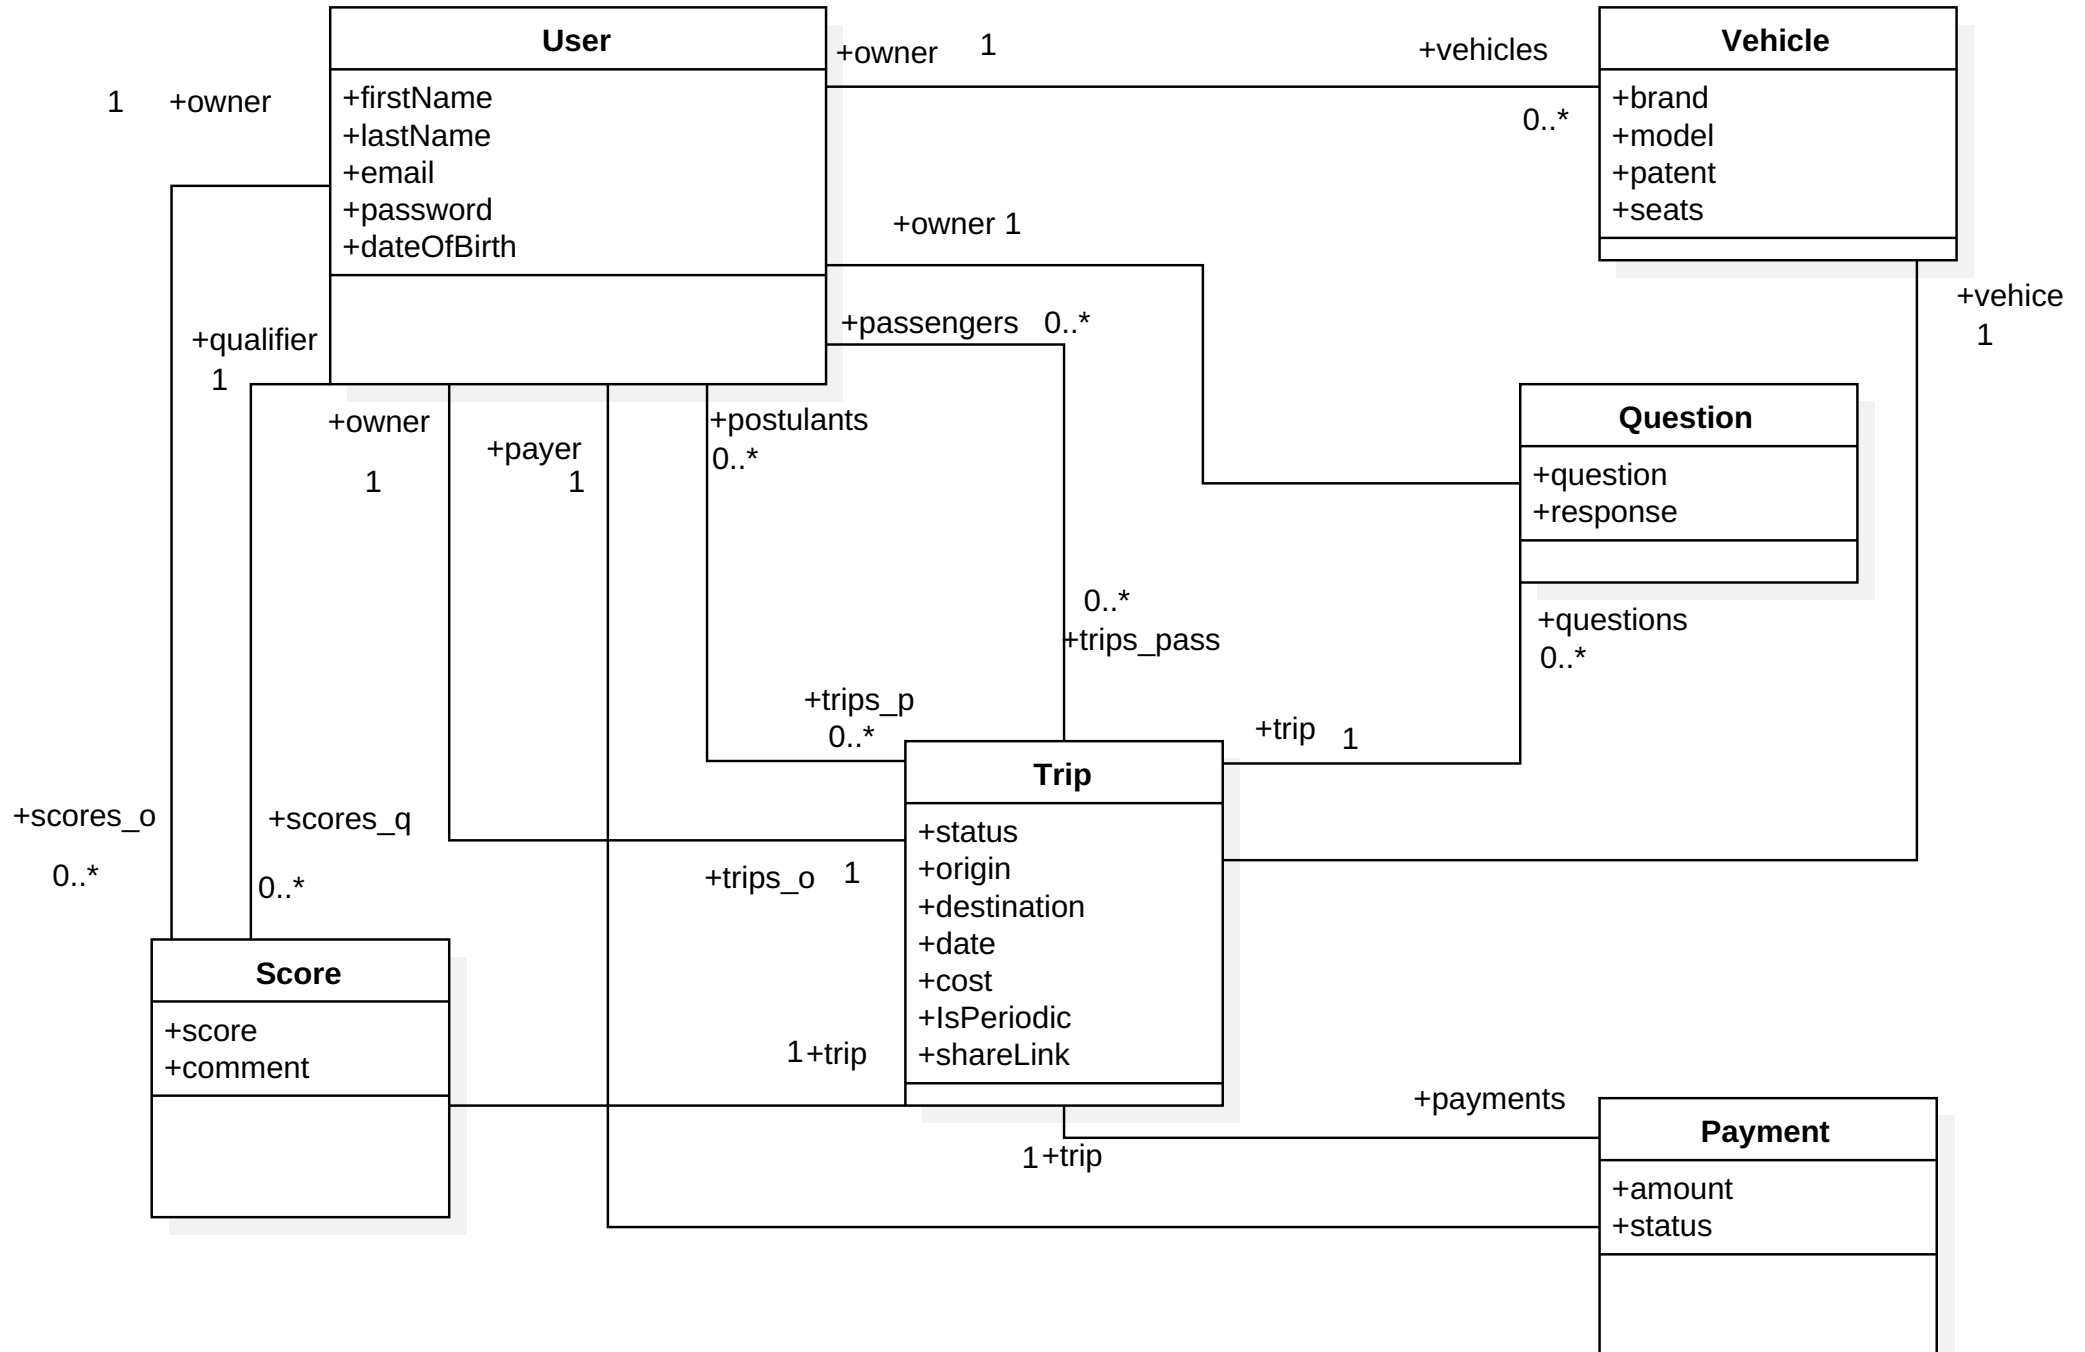 User
+firstName
+lastName
+email
+password
+dateOfBirth
+owner 1
+vehicles
0..*
Vehicle
+brand
+model
+patent
+seats
1 +owner
+owner 1
+passengers 0..*
+vehice
1
+qualifier
1
+owner
1
+payer
1
+postulants
0..*
Question
+question
+response
0..*
+trips_pass
+questions
0..*
+trips_p
0..*
+trip 1
Trip
+status
+origin
+destination
+date
+cost
+IsPeriodic
+shareLink
+scores_o
0..*
+scores_q
0..*
+trips_o 1
Score
+score
+comment
1 +trip
1 +trip
+payments
Payment
+amount
+status